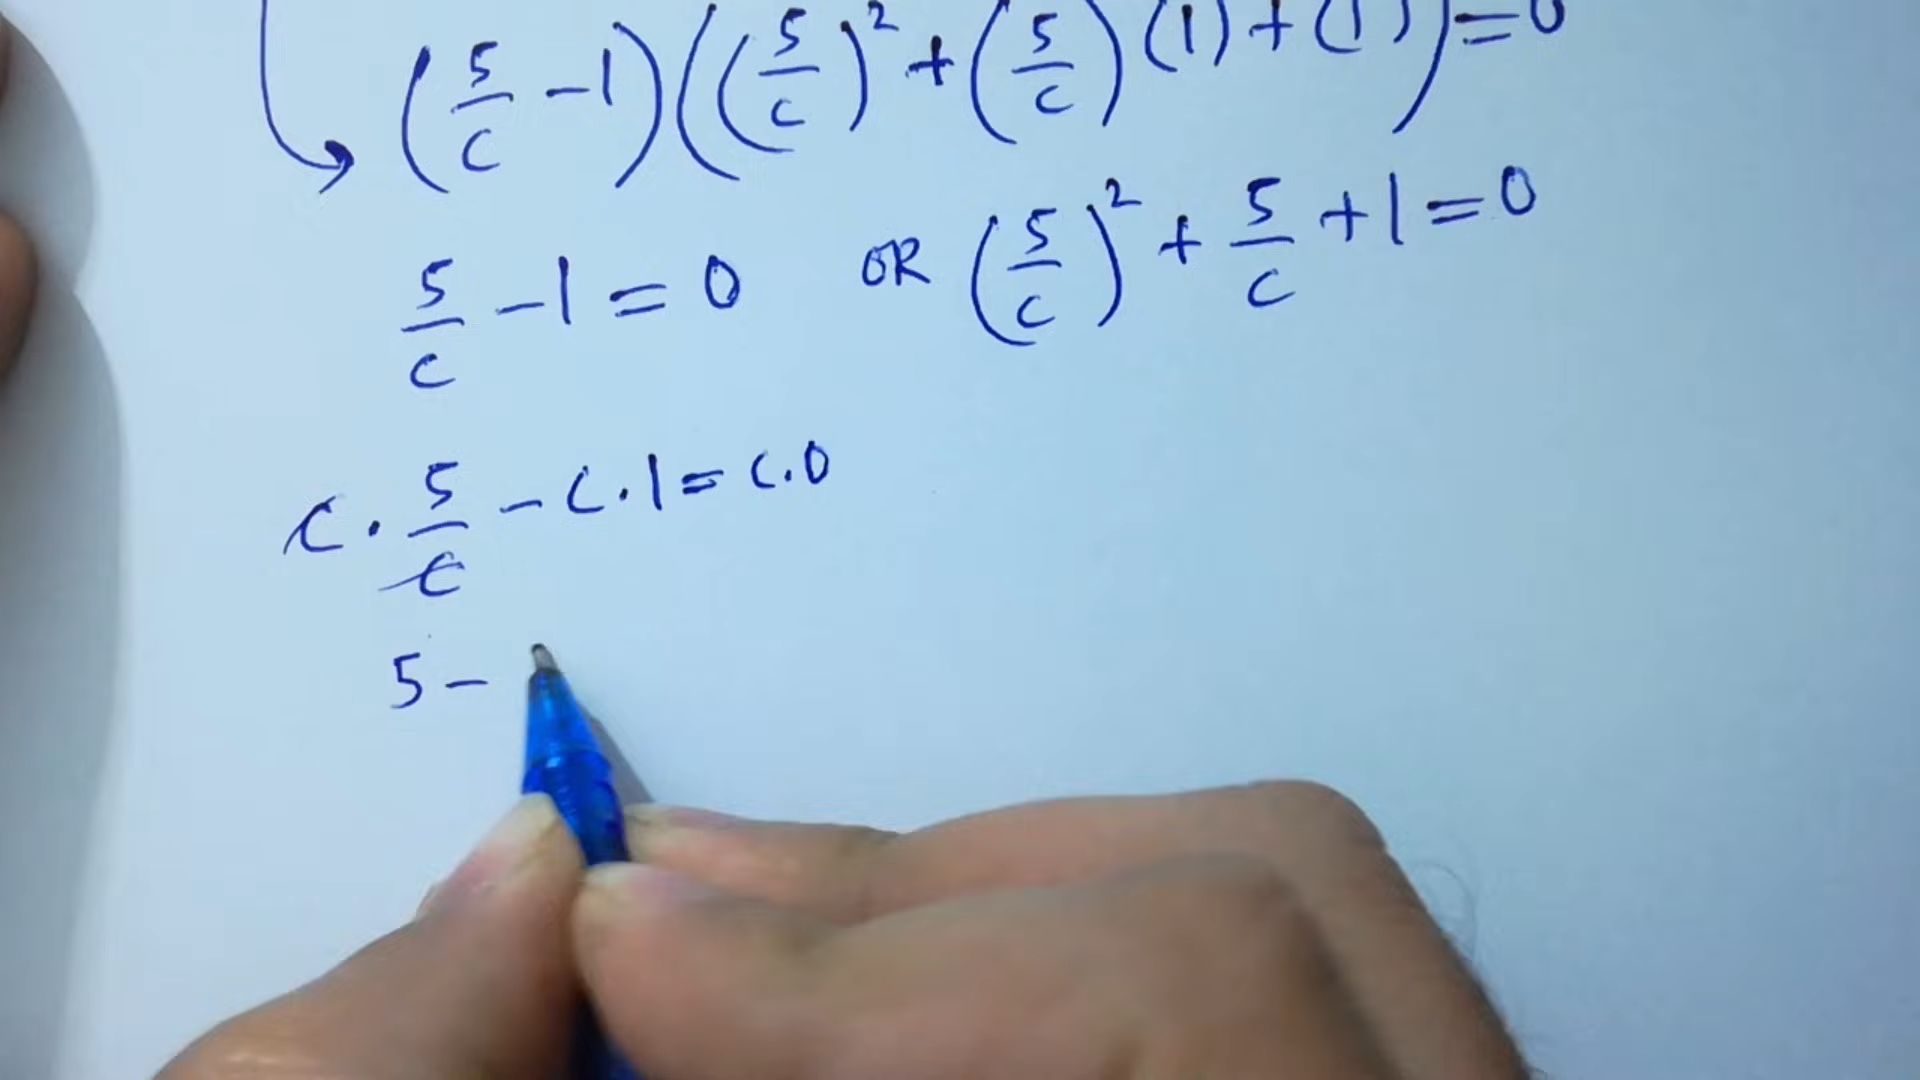 (5/c - 1)((5/c)² + (5/c)(1) + (1)) = 0
5/c - 1 = 0 OR (5/c)² + 5/c + 1 = 0
c · 5/c - c · 1 = c . 0
5 -